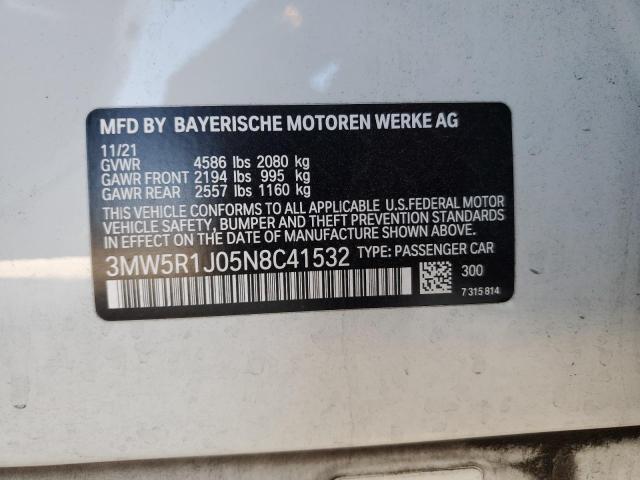 MFD BY BAYERISCHE MOTOREN WERKE AG
11/21
GVWR 4586 lbs 2080 kg
GAWR FRONT 2194 lbs 995 kg
GAWR REAR 2557 lbs 1160 kg
THIS VEHICLE CONFORMS TO ALL APPLICABLE U.S.FEDERAL MOTOR
VEHICLE SAFETY, BUMPER AND THEFT PREVENTION STANDARDS
IN EFFECT ON THE DATE OF MANUFACTURE SHOWN ABOVE.
3MW5R1J05N8C41532 TYPE: PASSENGER CAR
300
7 315 814